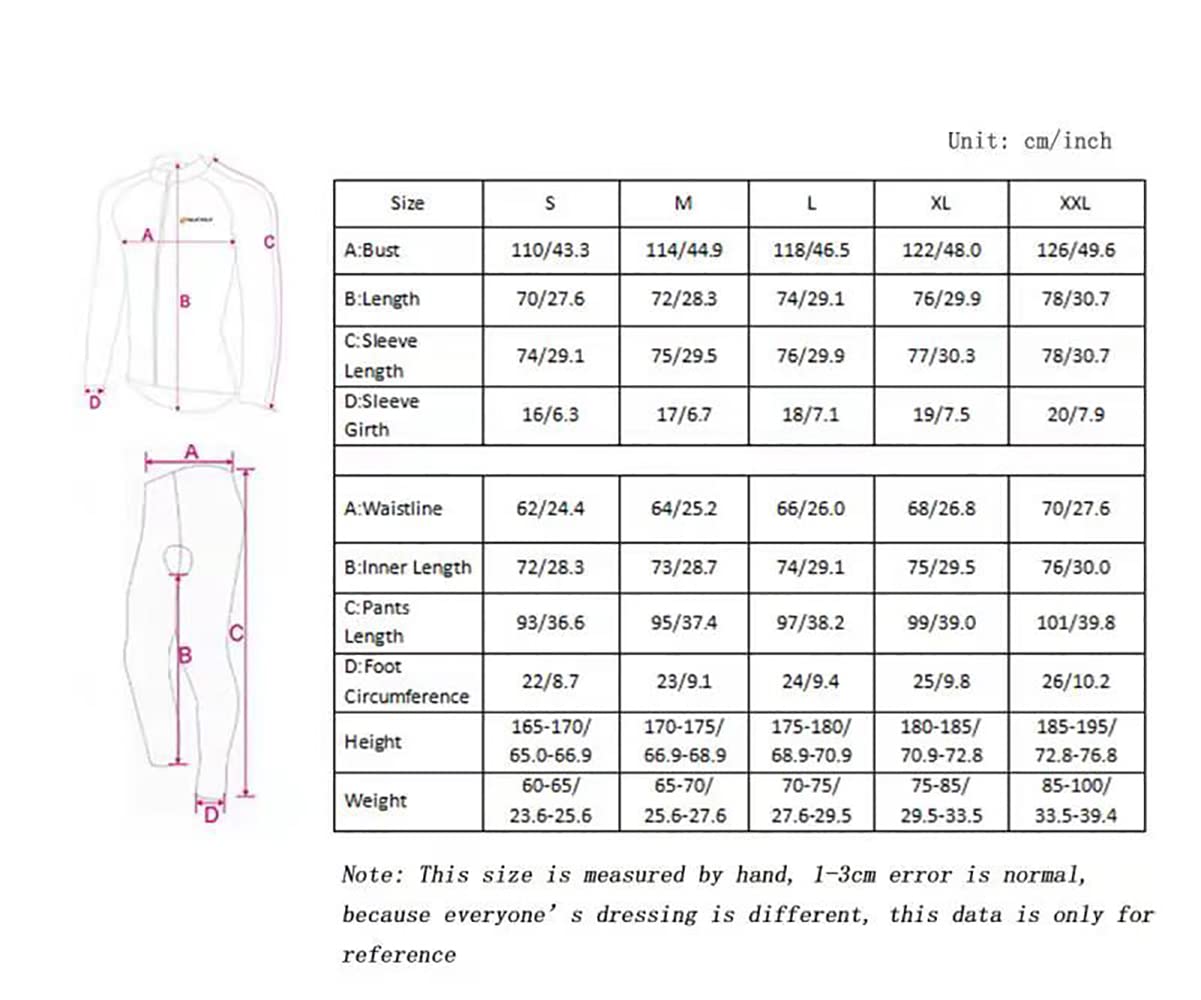 Unit: cm/inch
Size S M L XL XXL
A:Bust 110/43.3 114/44.9 118/46.5 122/48.0 126/49.6
B:Length 70/27.6 72/28.3 74/29.1 76/29.9 78/30.7
C:Sleeve
Length 74/29.1 75/29.5 76/29.9 77/30.3 78/30.7
D:Sleeve
Girth 16/6.3 17/6.7 18/7.1 19/7.5 20/7.9
A:Waistline 62/24.4 64/25.2 66/26.0 68/26.8 70/27.6
B:Inner Length 72/28.3 73/28.7 74/29.1 75/29.5 76/30.0
C:Pants
Length 93/36.6 95/37.4 97/38.2 99/39.0 101/39.8
D:Foot
Circumference 22/8.7 23/9.1 24/9.4 25/9.8 26/10.2
Height 165-170/ 170-175/ 175-180/ 180-185/ 185-195/
65.0-66.9 66.9-68.9 68.9-70.9 70.9-72.8 72.8-76.8
Weight 60-65/ 65-70/ 70-75/ 75-85/ 85-100/
23.6-25.6 25.6-27.6 27.6-29.5 29.5-33.5 33.5-39.4
A
C
B
D
A
C
B
D
Note: This size is measured by hand, 1-3cm error is normal,
because everyone’s dressing is different, this data is only for
reference